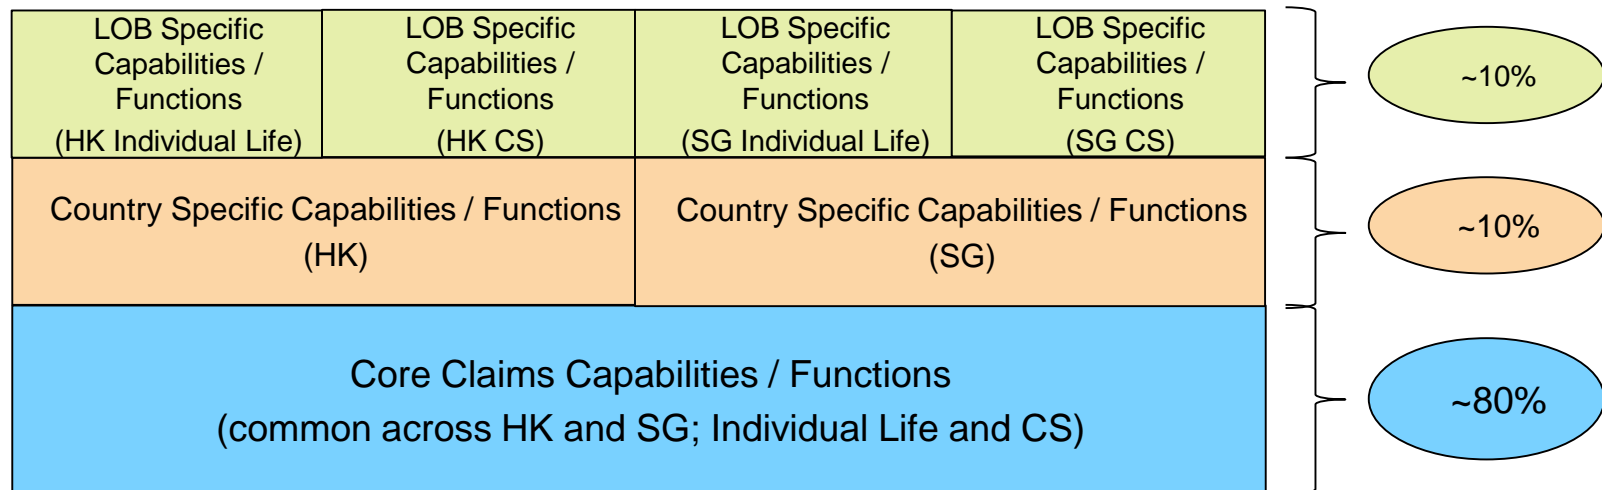 LOB Specific
Capabilities /
Functions
(HK Individual Life)
LOB Specific
Capabilities /
Functions
(HK CS)
LOB Specific
Capabilities /
Functions
(SG Individual Life)
LOB Specific
Capabilities /
Functions
(SG CS)
~10%
Country Specific Capabilities / Functions
(HK)
Country Specific Capabilities / Functions
(SG)
~10%
Core Claims Capabilities / Functions
(common across HK and SG; Individual Life and CS)
~80%